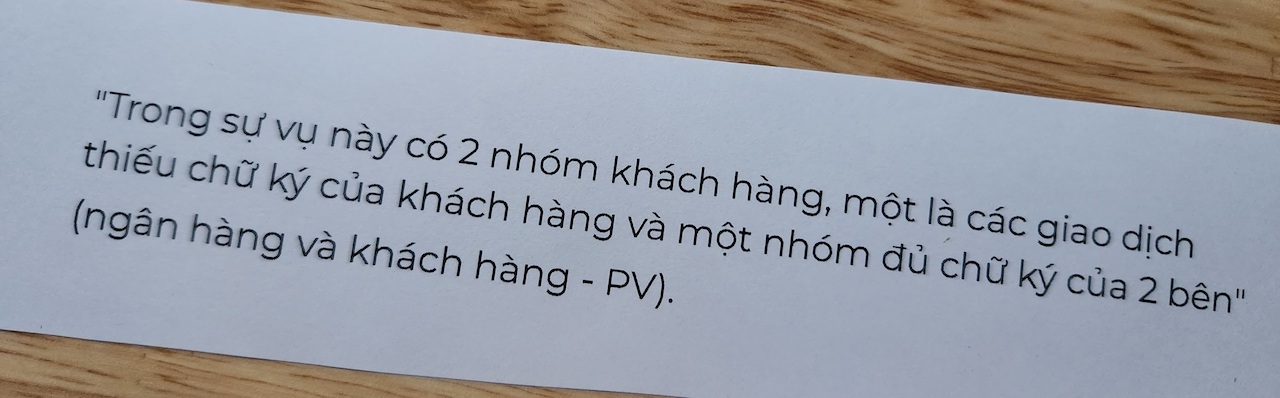 "Trong sự vụ này có 2 nhóm khách hàng, một là các giao dịch
thiếu chữ ký của khách hàng và một nhóm đủ chữ ký của 2 bên"
(ngân hàng và khách hàng - PV).